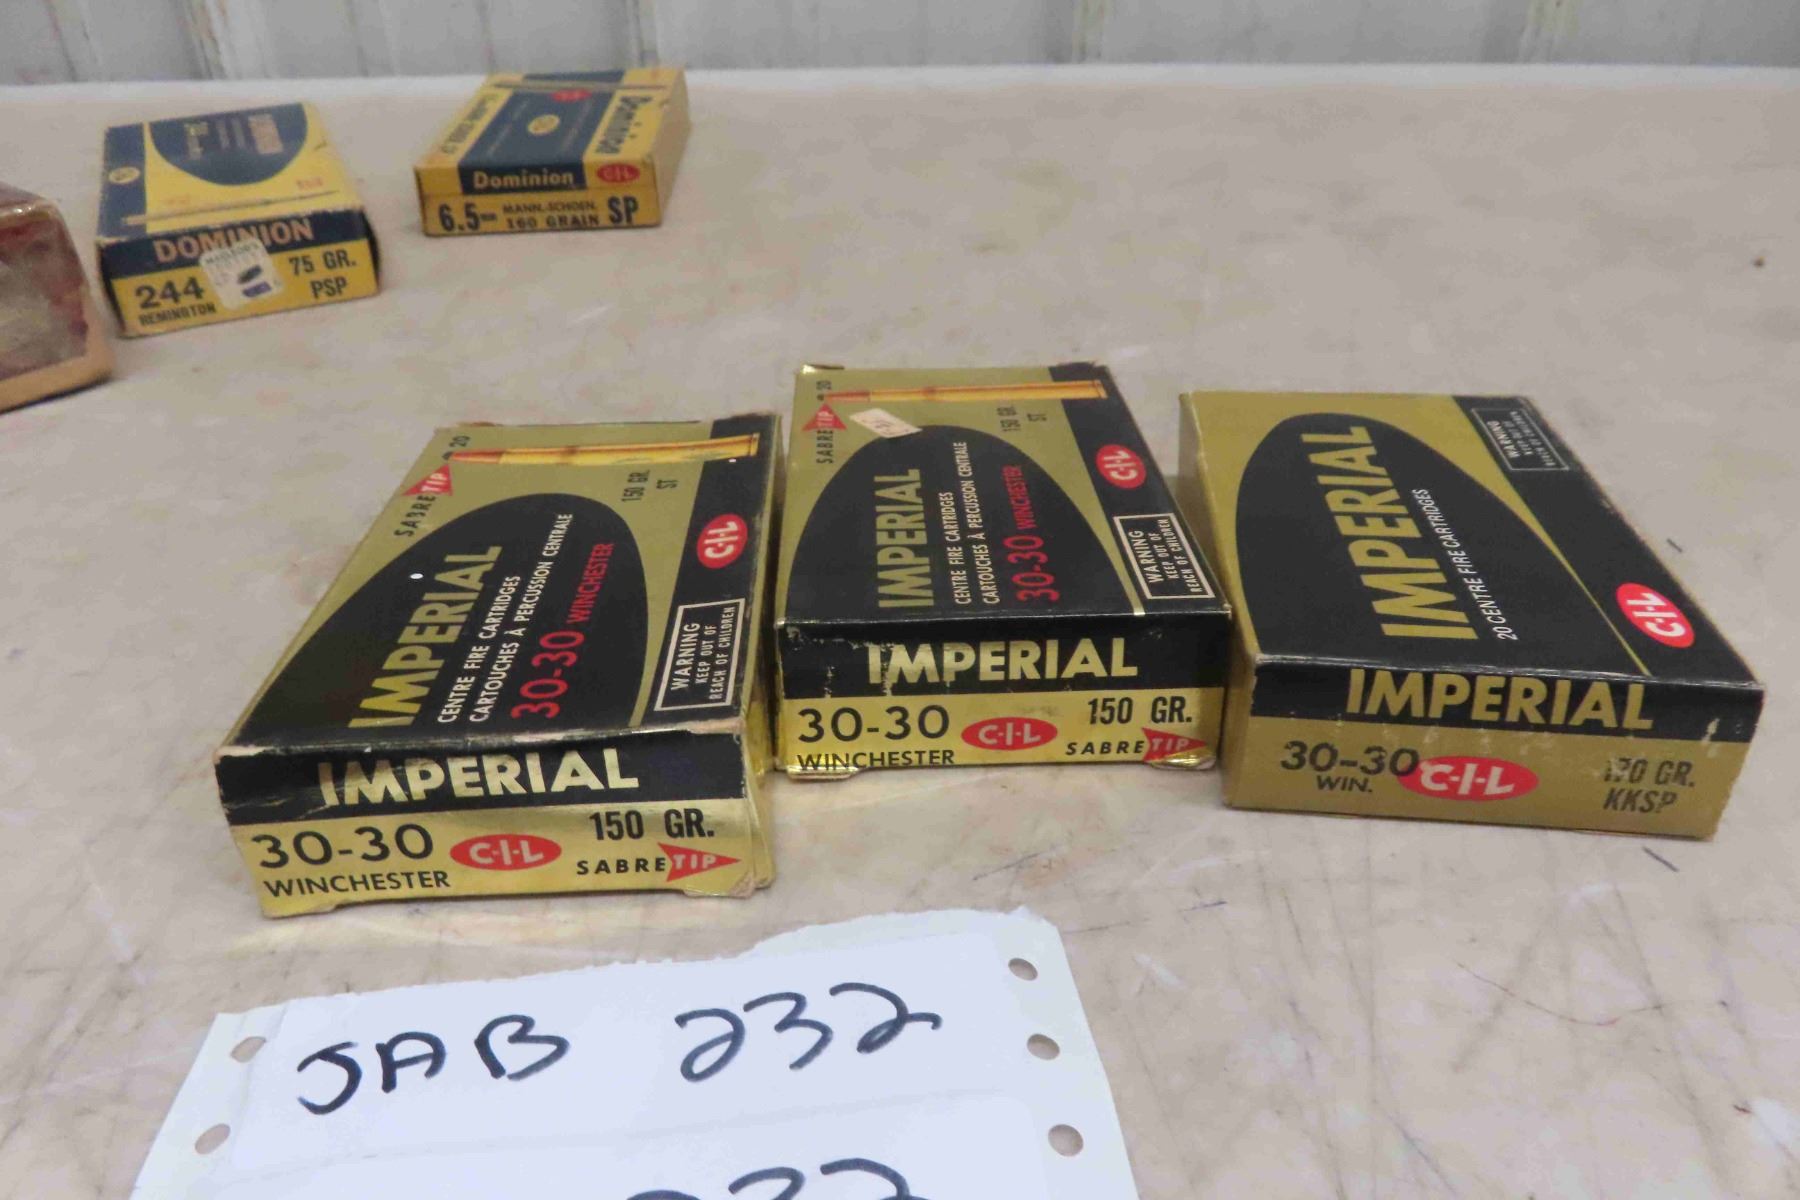 DOMINION
244
REMINGTON
75 GR.
PSP
Dominion
Dominion
C-I-L
6.5mm MANN.-SCHOEN. 160 GRAIN SP
20
SABRE TIP
150 GR.
ST
IMPERIAL
CENTRE FIRE CARTRIDGES
CARTOUCHES À PERCUSSION CENTRALE
30-30 WINCHESTER
C-I-L
WARNING
KEEP OUT OF
REACH OF CHILDREN
IMPERIAL
30-30
WINCHESTER
C-I-L
150 GR.
SABRE TIP
20
SABRE TIP
150 GR.
ST
IMPERIAL
CENTRE FIRE CARTRIDGES
CARTOUCHES À PERCUSSION CENTRALE
30-30 WINCHESTER
C-I-L
WARNING
KEEP OUT OF
REACH OF CHILDREN
IMPERIAL
30-30
WINCHESTER
C-I-L
150 GR.
SABRE TIP
IMPERIAL
20 CENTRE FIRE CARTRIDGES
C-I-L
WARNING
KEEP OUT OF
REACH OF CHILDREN
IMPERIAL
30-30
WIN.
C-I-L
170 GR.
KKSP
JAB 232
232